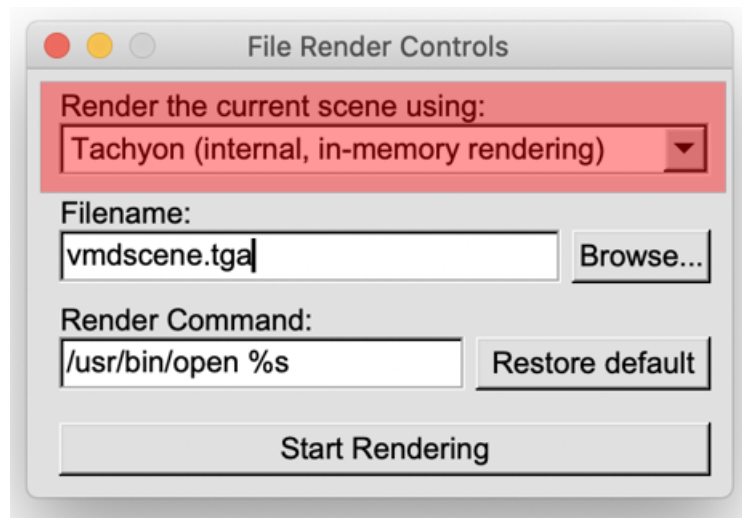 File Render Controls
Render the current scene using:
Tachyon (internal, in-memory rendering)
Filename:
vmdscene.tga
Browse...
Render Command:
/usr/bin/open %s
Restore default
Start Rendering